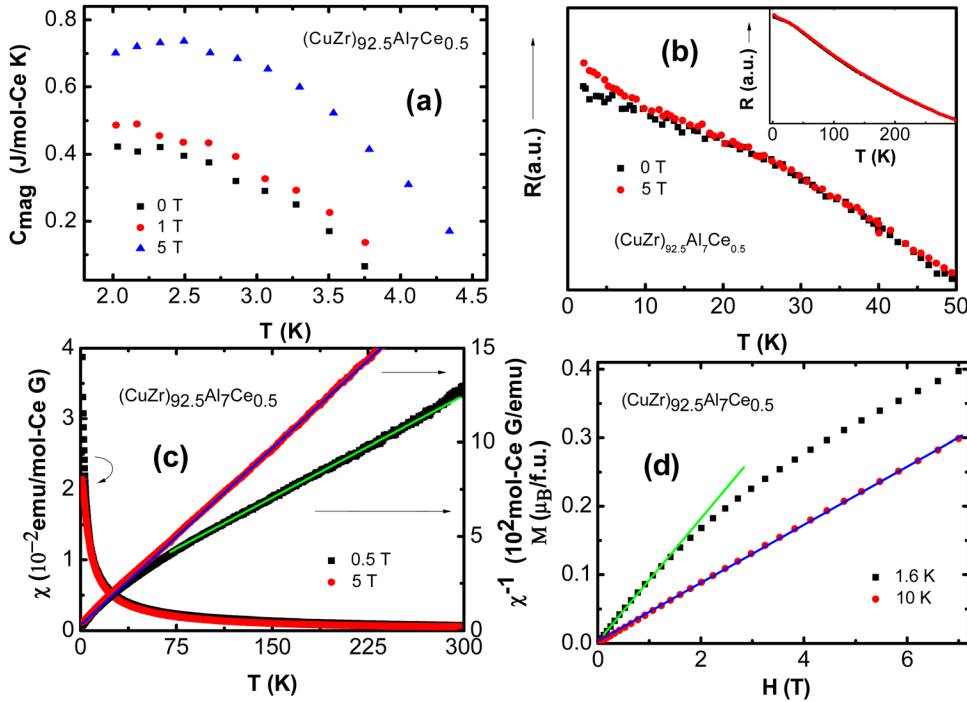 (a)
(CuZr)92.5Al7Ce0.5
Cmag (J/mol-Ce K)
0.8
0.6
0.4
0.2
0 T
1 T
5 T
2.0 2.5 3.0 3.5 4.0 4.5
T (K)
(b)
R(a.u.)
R (a.u.)
100 200
T (K)
0 T
5 T
(CuZr)92.5Al7Ce0.5
0 10 20 30 40 50
T (K)
(c)
(CuZr)92.5Al7Ce0.5
χ (10-2emu/mol-Ce G)
4
3
2
1
0
0.5 T
5 T
0 75 150 225 300
T (K)
15
10
5
0
χ-1 (102mol-Ce G/emu)
(d)
(CuZr)92.5Al7Ce0.5
M (μB/f.u.)
0.4
0.3
0.2
0.1
0.0
1.6 K
10 K
0 2 4 6
H (T)